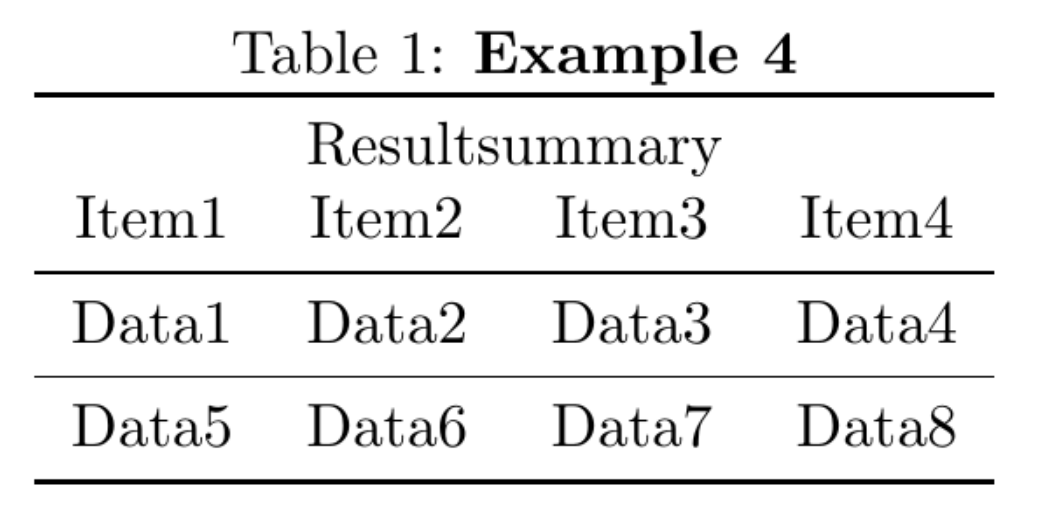 Table 1: Example 4
Resultsummary
Item1 Item2 Item3 Item4
Data1 Data2 Data3 Data4
Data5 Data6 Data7 Data8